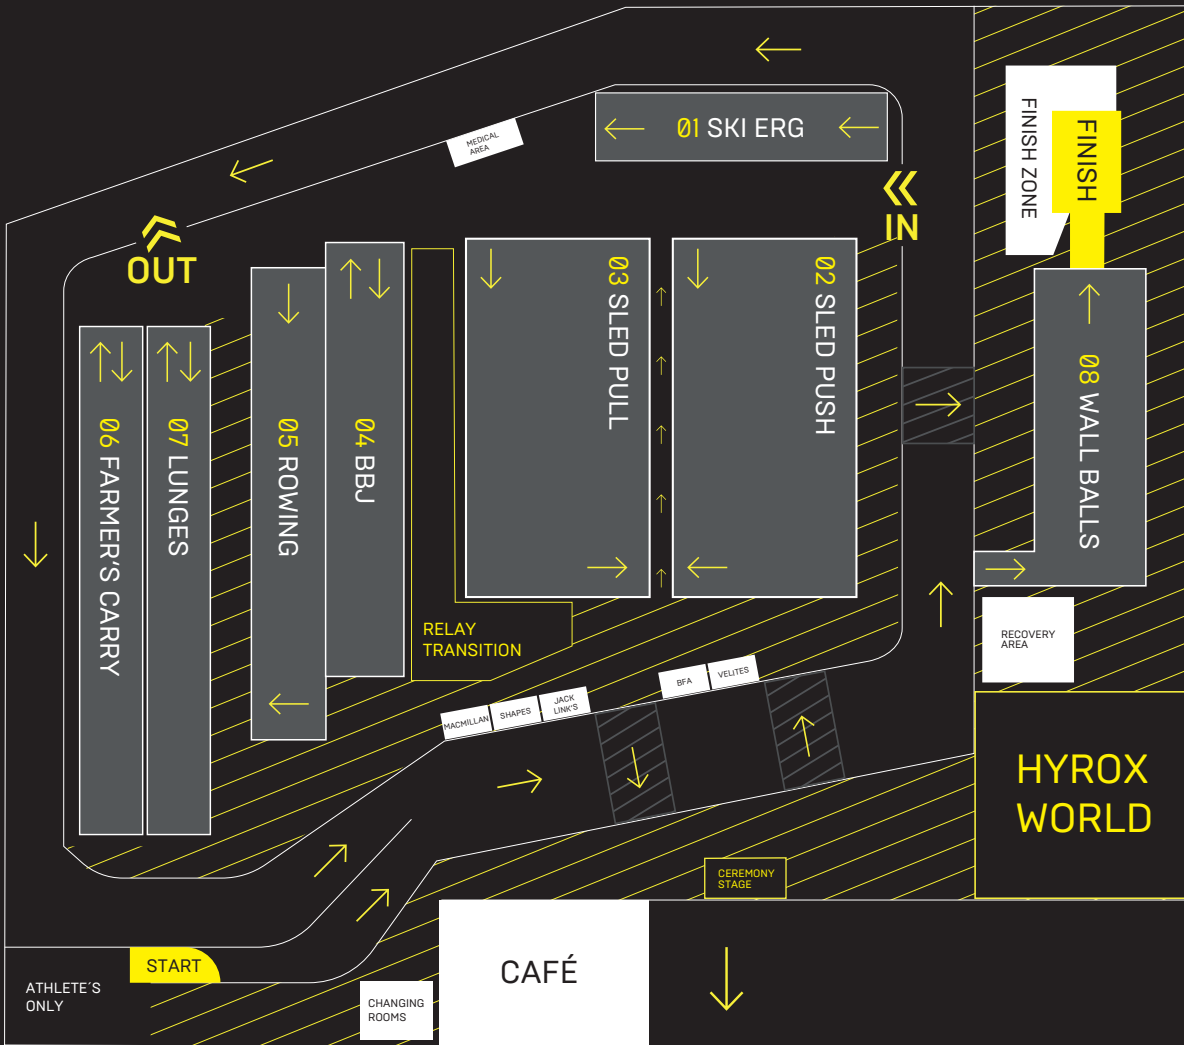 01 SKI ERG
MEDICAL
AREA
FINISH ZONE
FINISH
IN
OUT
03 SLED PULL
02 SLED PUSH
08 WALL BALLS
06 FARMER'S CARRY
07 LUNGES
05 ROWING
04 BBJ
RELAY
TRANSITION
RECOVERY
AREA
BFA
VELITES
MACMILLAN
SHAPES
JACK
LINK'S
HYROX
WORLD
CEREMONY
STAGE
START
CAFÉ
ATHLETE´S
ONLY
CHANGING
ROOMS